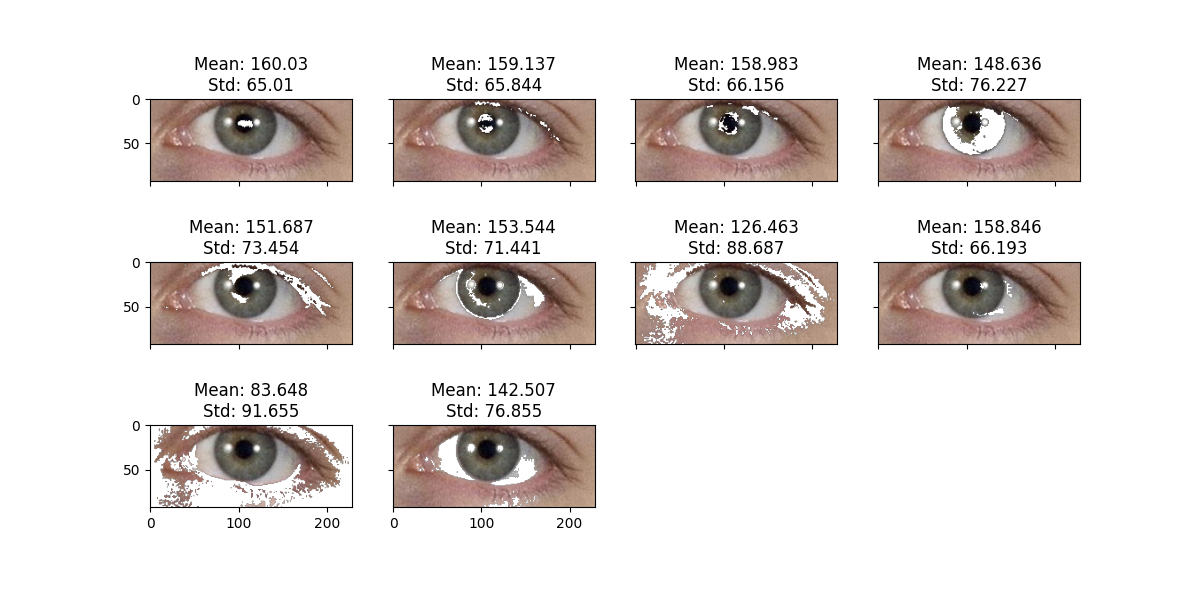 Mean: 160.03
Std: 65.01
Mean: 159.137
Std: 65.844
Mean: 158.983
Std: 66.156
Mean: 148.636
Std: 76.227
0
50
Mean: 151.687
Std: 73.454
Mean: 153.544
Std: 71.441
Mean: 126.463
Std: 88.687
Mean: 158.846
Std: 66.193
0
50
Mean: 83.648
Std: 91.655
Mean: 142.507
Std: 76.855
0
50
0 100 200
0 100 200